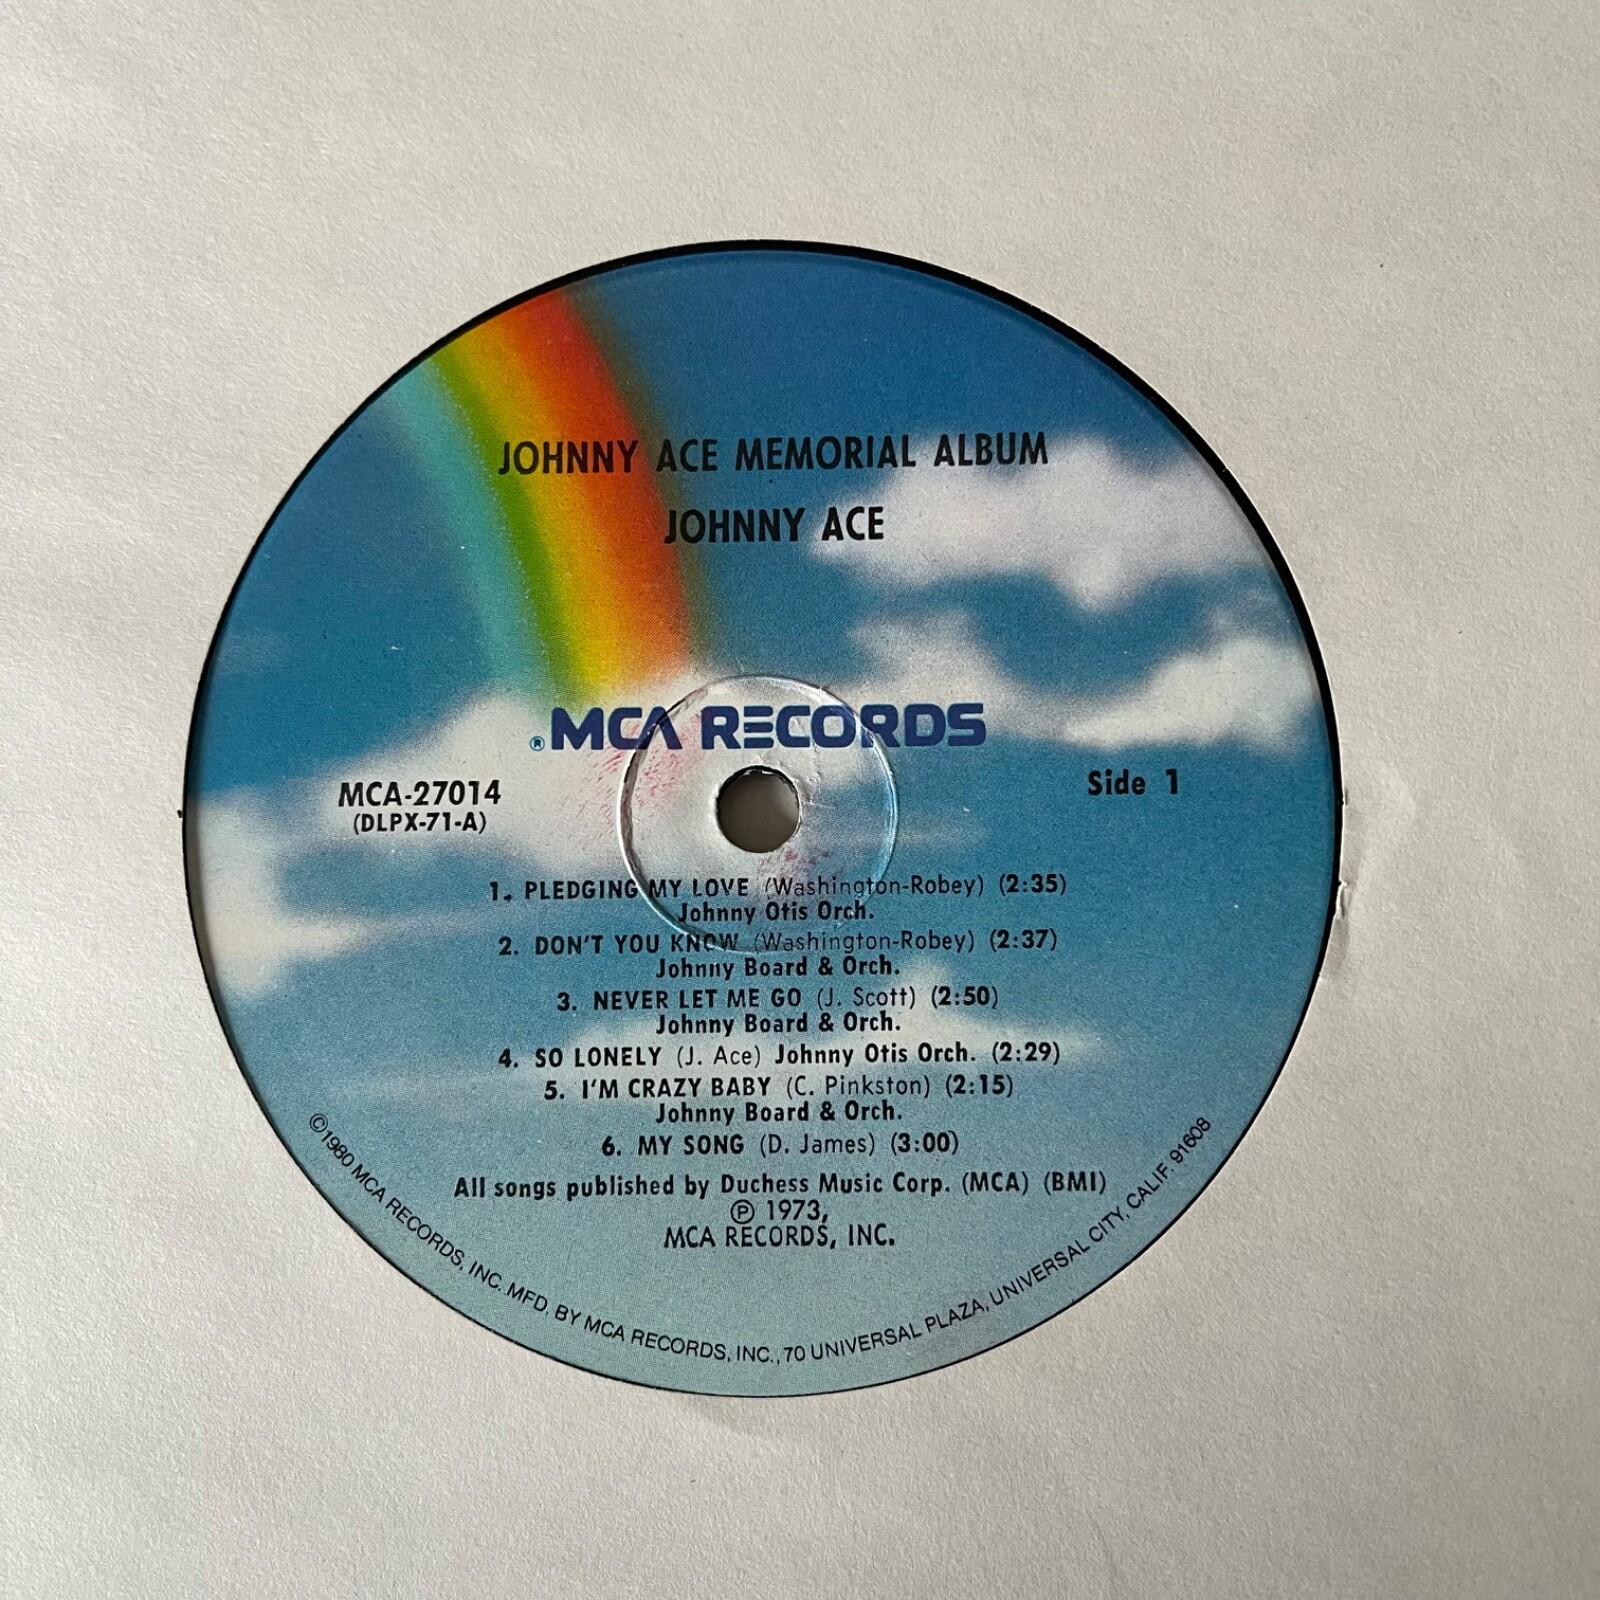 JOHNNY ACE MEMORIAL ALBUM
JOHNNY ACE
® MCA RECORDS
MCA-27014
(DLPX-71-A)
Side 1
1. PLEDGING MY LOVE (Washington-Robey) (2:35)
Johnny Otis Orch.
2. DON'T YOU KNOW (Washington-Robey) (2:37)
Johnny Board & Orch.
3. NEVER LET ME GO (J. Scott) (2:50)
Johnny Board & Orch.
4. SO LONELY (J. Ace) Johnny Otis Orch. (2:29)
5. I'M CRAZY BABY (C. Pinkston) (2:15)
Johnny Board & Orch.
6. MY SONG (D. James) (3:00)
All songs published by Duchess Music Corp. (MCA) (BMI)
Ⓟ 1973,
MCA RECORDS, INC.
©1980 MCA RECORDS, INC. MFD. BY MCA RECORDS, INC., 70 UNIVERSAL PLAZA, UNIVERSAL CITY, CALIF. 91608